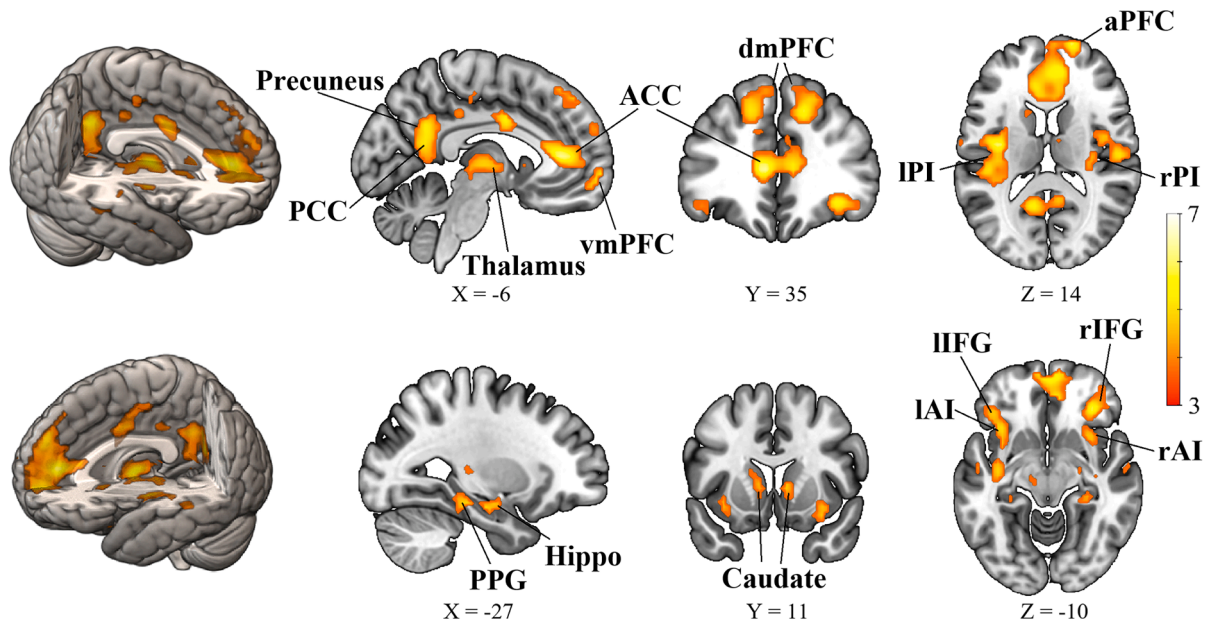 aPFC
dmPFC
Precuneus
ACC
lPI
rPI
PCC
vmPFC
Thalamus
7
X = -6
Y = 35
Z = 14
lIFG
rIFG
lAI
3
rAI
Hippo
PPG
Caudate
X = -27
Y = 11
Z = -10